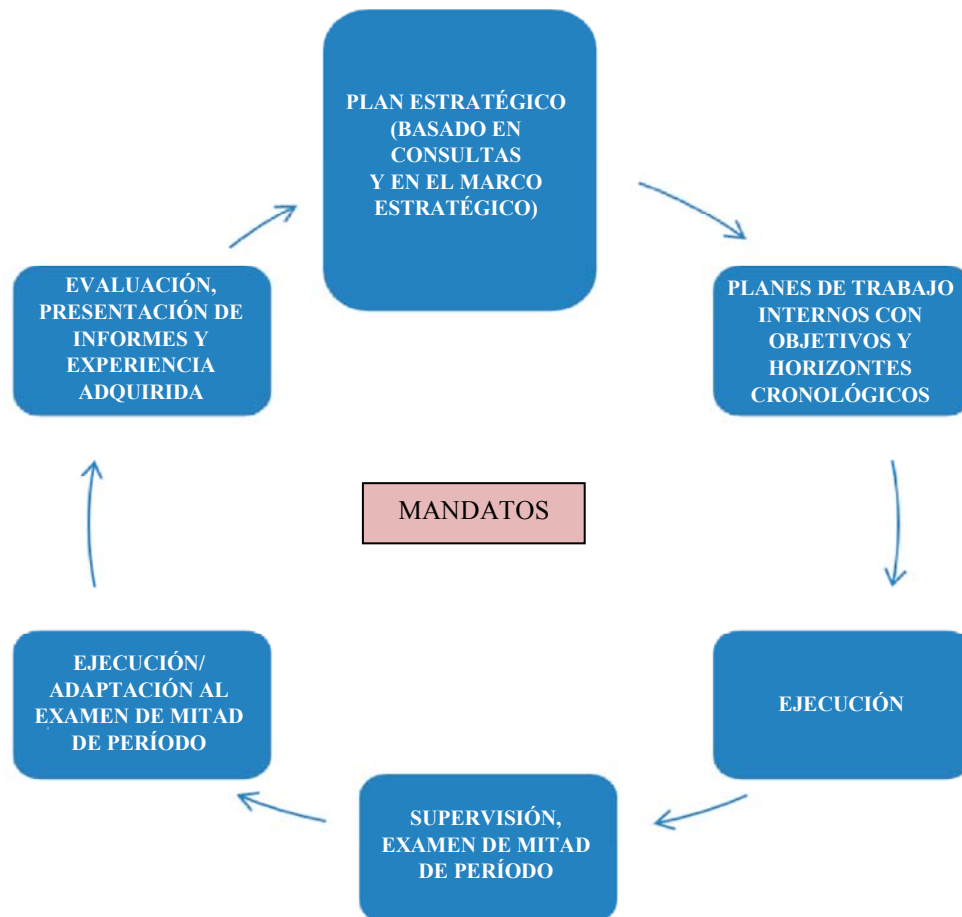 PLAN ESTRATÉGICO
(BASADO EN
CONSULTAS
Y EN EL MARCO
ESTRATÉGICO)
PLANES DE TRABAJO
INTERNOS CON
OBJETIVOS Y
HORIZONTES
CRONOLÓGICOS
EJECUCIÓN
SUPERVISIÓN,
EXAMEN DE MITAD
DE PERÍODO
EJECUCIÓN/
ADAPTACIÓN AL
EXAMEN DE MITAD
DE PERÍODO
EVALUACIÓN,
PRESENTACIÓN DE
INFORMES Y
EXPERIENCIA
ADQUIRIDA
MANDATOS